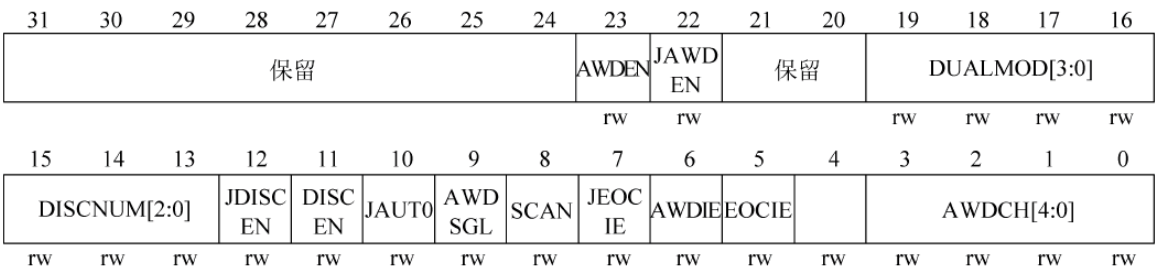 31 30 29 28 27 26 25 24 23 22 21 20 19 18 17 16
保留 AWDEN JAWD EN 保留 DUALMOD[3:0]
rw rw rw rw rw rw
15 14 13 12 11 10 9 8 7 6 5 4 3 2 1 0
DISCNUM[2:0] JDISC EN DISC EN JAUT0 AWD SGL SCAN JEOC IE AWDIE EOCIE AWDCH[4:0]
rw rw rw rw rw rw rw rw rw rw rw rw rw rw rw rw